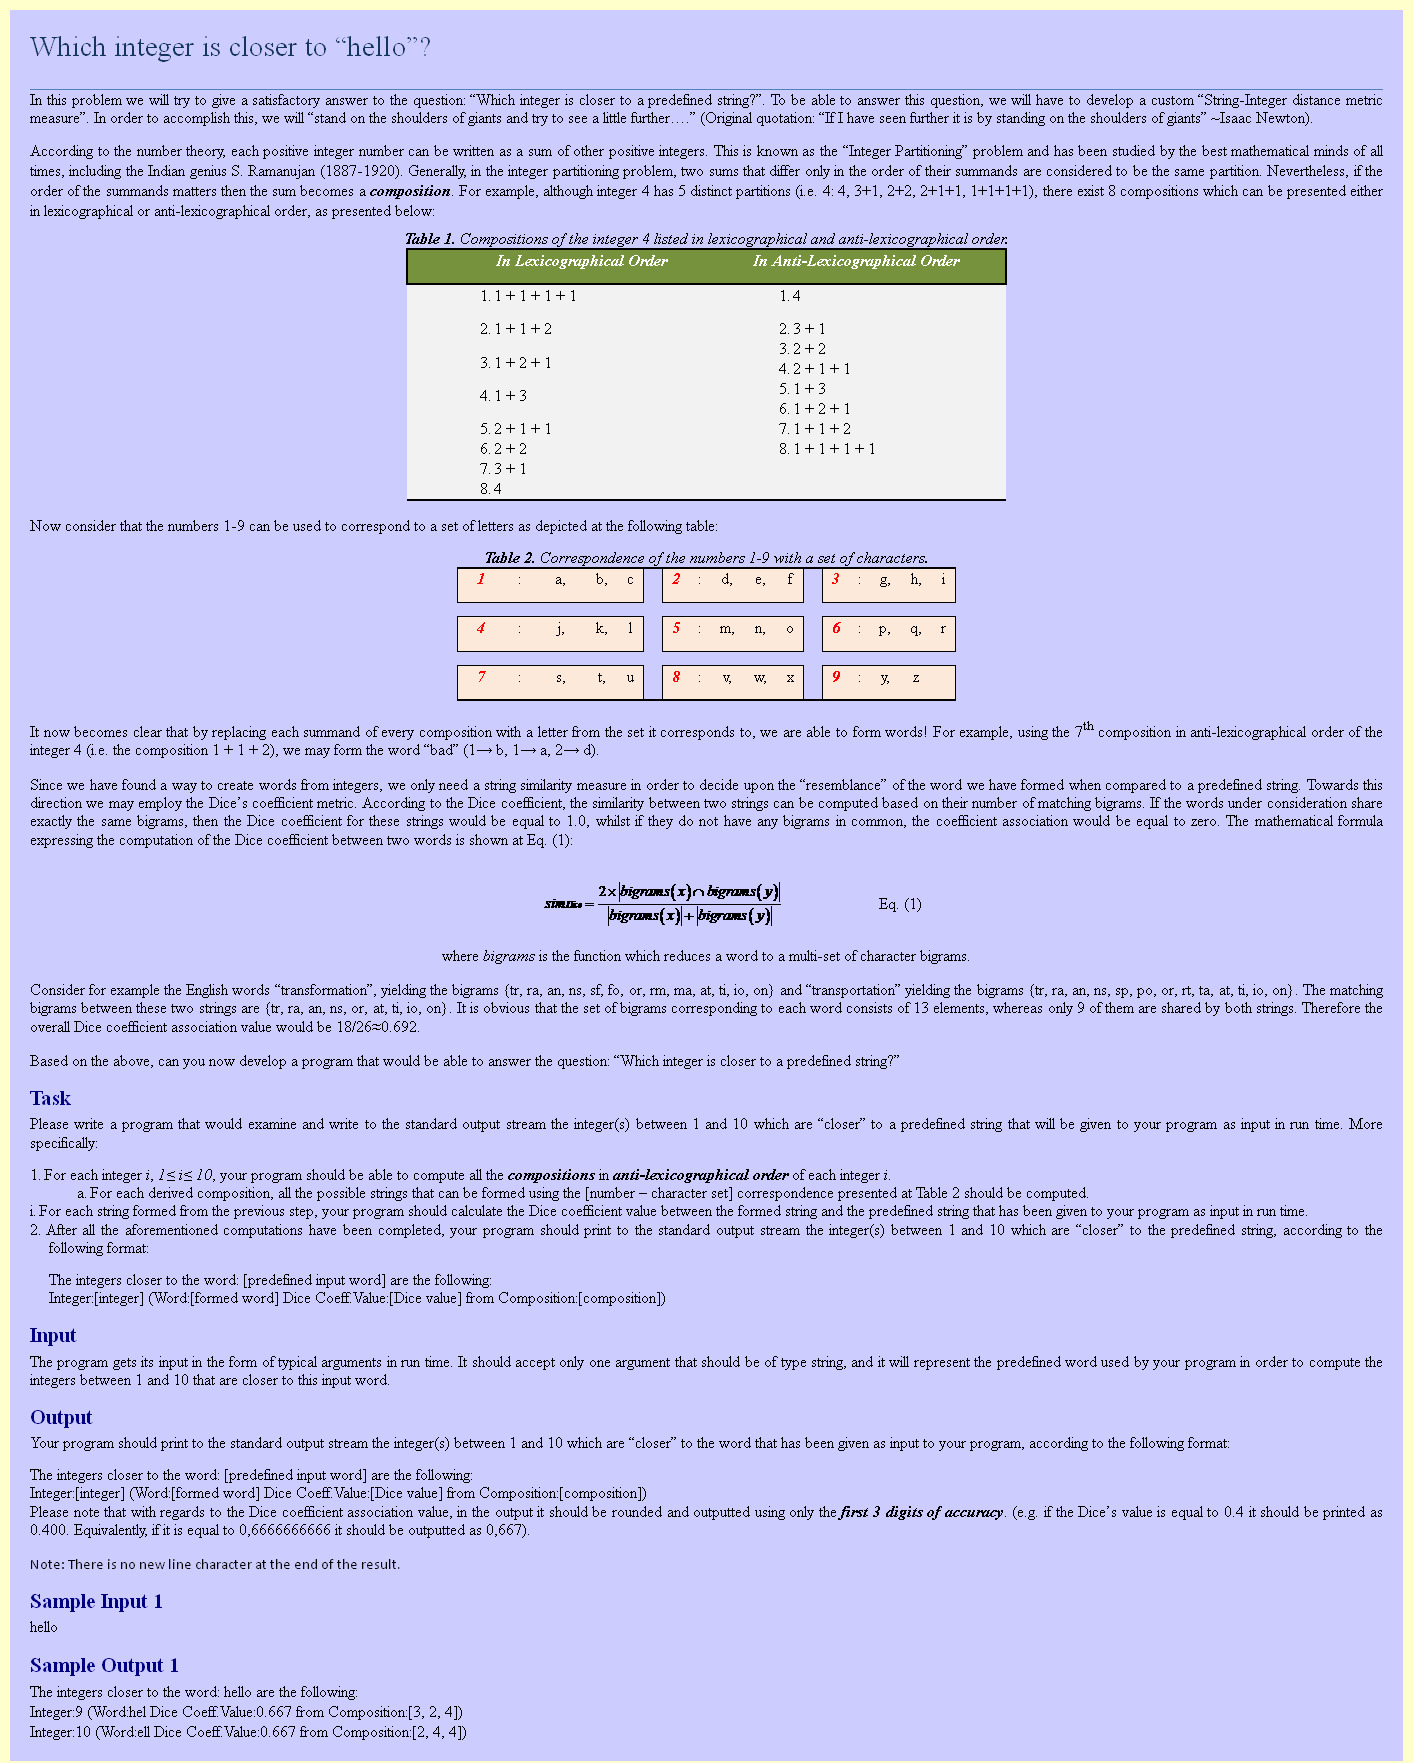 Which integer is closer to “hello”?
In this problem we will try to give a satisfactory answer to the question: “Which integer is closer to a predefined string?”. To be able to answer this question, we will have to develop a custom “String-Integer distance metric
measure”. In order to accomplish this, we will “stand on the shoulders of giants and try to see a little further….” (Original quotation: “If I have seen further it is by standing on the shoulders of giants” ~Isaac Newton).
According to the number theory, each positive integer number can be written as a sum of other positive integers. This is known as the “Integer Partitioning” problem and has been studied by the best mathematical minds of all
times, including the Indian genius S. Ramanujan (1887-1920). Generally, in the integer partitioning problem, two sums that differ only in the order of their summands are considered to be the same partition. Nevertheless, if the
order of the summands matters then the sum becomes a composition. For example, although integer 4 has 5 distinct partitions (i.e. 4: 4, 3+1, 2+2, 2+1+1, 1+1+1+1), there exist 8 compositions which can be presented either
in lexicographical or anti-lexicographical order, as presented below:
Table 1. Compositions of the integer 4 listed in lexicographical and anti-lexicographical order.
In Lexicographical Order In Anti-Lexicographical Order
1. 1 + 1 + 1 + 1
2. 1 + 1 + 2
3. 1 + 2 + 1
4. 1 + 3
5. 2 + 1 + 1
6. 2 + 2
7. 3 + 1
8. 4
1. 4
2. 3 + 1
3. 2 + 2
4. 2 + 1 + 1
5. 1 + 3
6. 1 + 2 + 1
7. 1 + 1 + 2
8. 1 + 1 + 1 + 1
Now consider that the numbers 1-9 can be used to correspond to a set of letters as depicted at the following table:
Table 2. Correspondence of the numbers 1-9 with a set of characters.
1 : a, b, c 2 : d, e, f 3 : g, h, i
4 : j, k, l 5 : m, n, o 6 : p, q, r
7 : s, t, u 8 : v, w, x 9 : y, z
It now becomes clear that by replacing each summand of every composition with a letter from the set it corresponds to, we are able to form words! For example, using the 7th composition in anti-lexicographical order of the
integer 4 (i.e. the composition 1 + 1 + 2), we may form the word “bad” (1→ b, 1→ a, 2→ d).
Since we have found a way to create words from integers, we only need a string similarity measure in order to decide upon the “resemblance” of the word we have formed when compared to a predefined string. Towards this
direction we may employ the Dice’s coefficient metric. According to the Dice coefficient, the similarity between two strings can be computed based on their number of matching bigrams. If the words under consideration share
exactly the same bigrams, then the Dice coefficient for these strings would be equal to 1.0, whilst if they do not have any bigrams in common, the coefficient association would be equal to zero. The mathematical formula
expressing the computation of the Dice coefficient between two words is shown at Eq. (1):
simDice = 2×|bigrams(x)∩bigrams(y)| / |bigrams(x)|+|bigrams(y)| Eq. (1)
where bigrams is the function which reduces a word to a multi-set of character bigrams.
Consider for example the English words “transformation”, yielding the bigrams {tr, ra, an, ns, sf, fo, or, rm, ma, at, ti, io, on} and “transportation” yielding the bigrams {tr, ra, an, ns, sp, po, or, rt, ta, at, ti, io, on}. The matching
bigrams between these two strings are {tr, ra, an, ns, or, at, ti, io, on}. It is obvious that the set of bigrams corresponding to each word consists of 13 elements, whereas only 9 of them are shared by both strings. Therefore the
overall Dice coefficient association value would be 18/26≈0.692.
Based on the above, can you now develop a program that would be able to answer the question: “Which integer is closer to a predefined string?”
Task
Please write a program that would examine and write to the standard output stream the integer(s) between 1 and 10 which are “closer” to a predefined string that will be given to your program as input in run time. More
specifically:
1. For each integer i, 1≤ i≤ 10, your program should be able to compute all the compositions in anti-lexicographical order of each integer i.
a. For each derived composition, all the possible strings that can be formed using the [number – character set] correspondence presented at Table 2 should be computed.
i. For each string formed from the previous step, your program should calculate the Dice coefficient value between the formed string and the predefined string that has been given to your program as input in run time.
2. After all the aforementioned computations have been completed, your program should print to the standard output stream the integer(s) between 1 and 10 which are “closer” to the predefined string, according to the
following format:
The integers closer to the word: [predefined input word] are the following:
Integer:[integer] (Word:[formed word] Dice Coeff.Value:[Dice value] from Composition:[composition])
Input
The program gets its input in the form of typical arguments in run time. It should accept only one argument that should be of type string, and it will represent the predefined word used by your program in order to compute the
integers between 1 and 10 that are closer to this input word.
Output
Your program should print to the standard output stream the integer(s) between 1 and 10 which are “closer” to the word that has been given as input to your program, according to the following format:
The integers closer to the word: [predefined input word] are the following:
Integer:[integer] (Word:[formed word] Dice Coeff.Value:[Dice value] from Composition:[composition])
Please note that with regards to the Dice coefficient association value, in the output it should be rounded and outputted using only the first 3 digits of accuracy. (e.g. if the Dice’s value is equal to 0.4 it should be printed as
0.400. Equivalently, if it is equal to 0,6666666666 it should be outputted as 0,667).
Note: There is no new line character at the end of the result.
Sample Input 1
hello
Sample Output 1
The integers closer to the word: hello are the following:
Integer:9 (Word:hel Dice Coeff.Value:0.667 from Composition:[3, 2, 4])
Integer:10 (Word:ell Dice Coeff.Value:0.667 from Composition:[2, 4, 4])